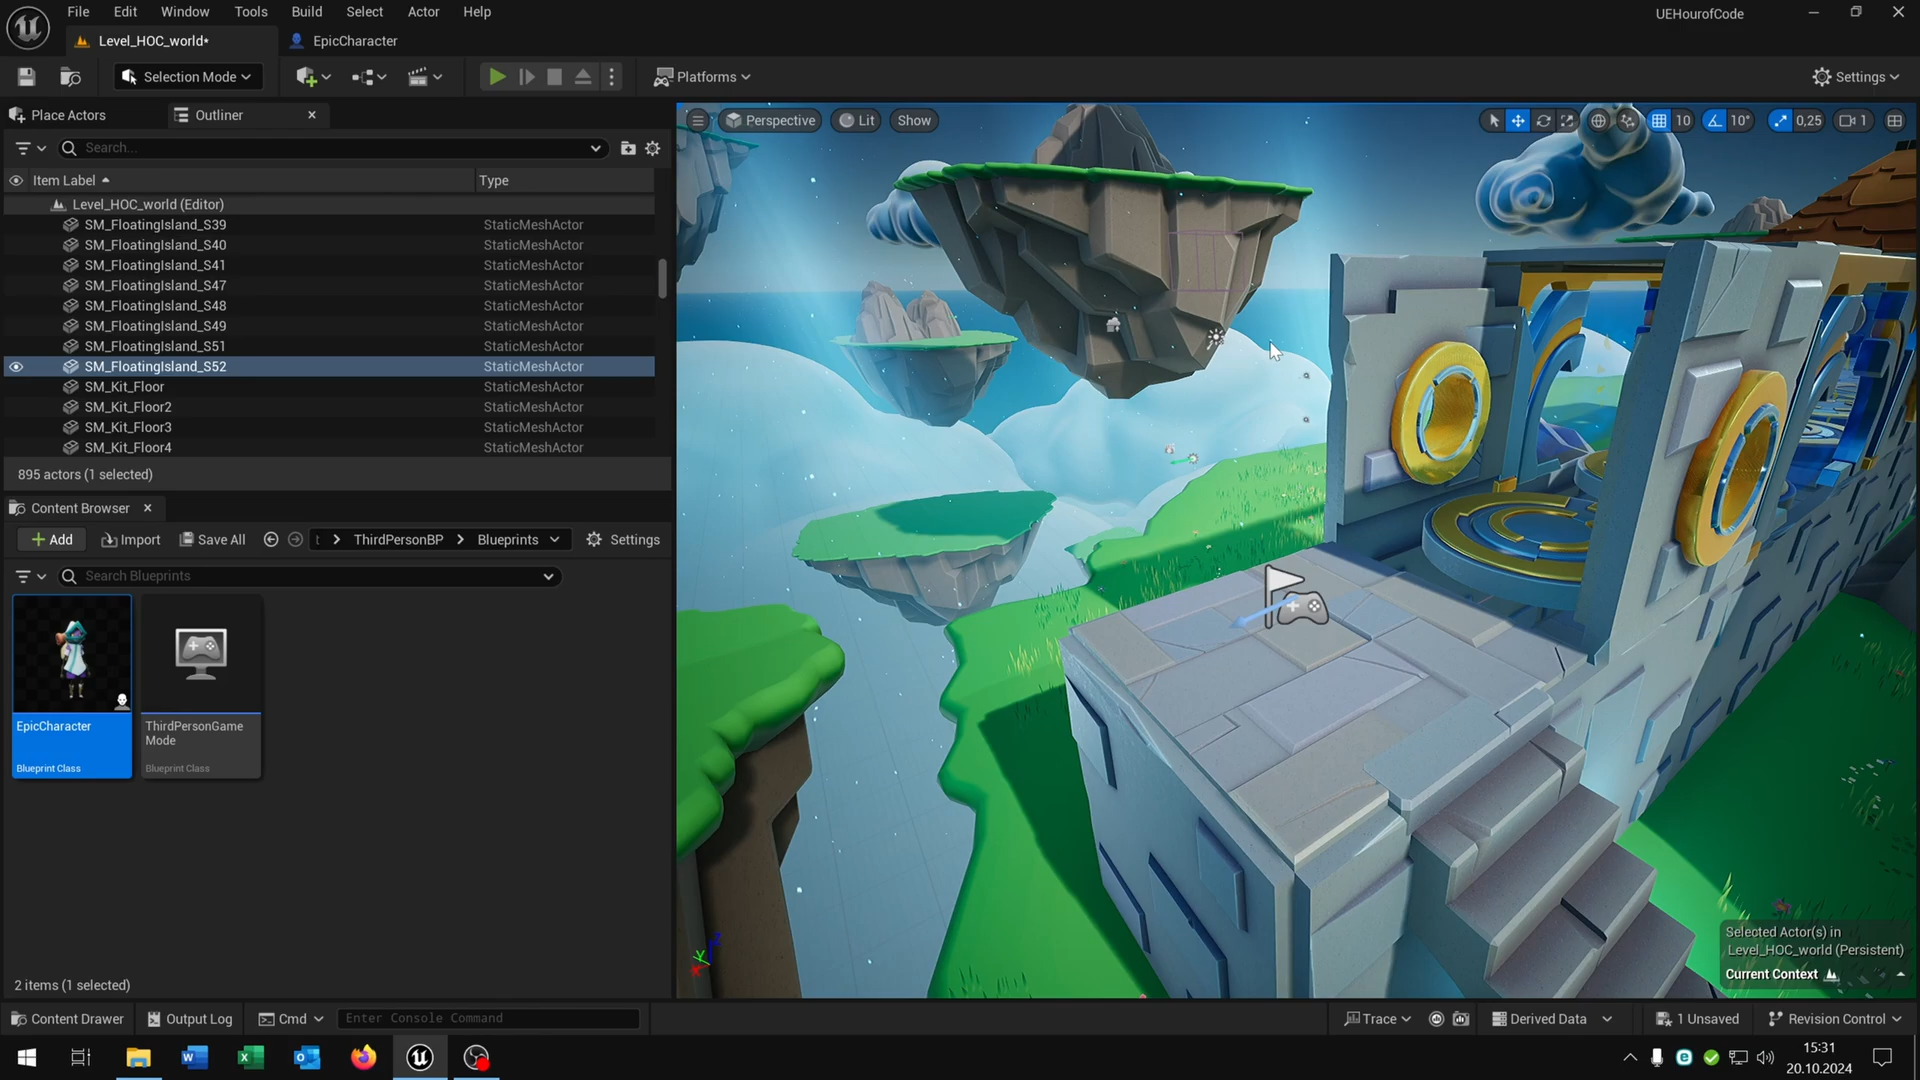 File Edit Window Tools Build Select Actor Help
UEHourofCode
Level_HOC_world*
EpicCharacter
Selection Mode
Platforms
Settings
Place Actors
Outliner
Perspective
Lit
Show
10
10°
0,25
1
Search...
Item Label
Type
Level_HOC_world (Editor)
SM_FloatingIsland_S39 StaticMeshActor
SM_FloatingIsland_S40 StaticMeshActor
SM_FloatingIsland_S41 StaticMeshActor
SM_FloatingIsland_S47 StaticMeshActor
SM_FloatingIsland_S48 StaticMeshActor
SM_FloatingIsland_S49 StaticMeshActor
SM_FloatingIsland_S51 StaticMeshActor
SM_FloatingIsland_S52 StaticMeshActor
SM_Kit_Floor StaticMeshActor
SM_Kit_Floor2 StaticMeshActor
SM_Kit_Floor3 StaticMeshActor
SM_Kit_Floor4 StaticMeshActor
895 actors (1 selected)
Content Browser
Add
Import
Save All
ThirdPersonBP
Blueprints
Settings
Search Blueprints
EpicCharacter
Blueprint Class
ThirdPersonGame
Mode
Blueprint Class
2 items (1 selected)
Selected Actor(s) in
Level_HOC_world (Persistent)
Current Context
Content Drawer
Output Log
Cmd
Enter Console Command
Trace
Derived Data
1 Unsaved
Revision Control
15:31
20.10.2024